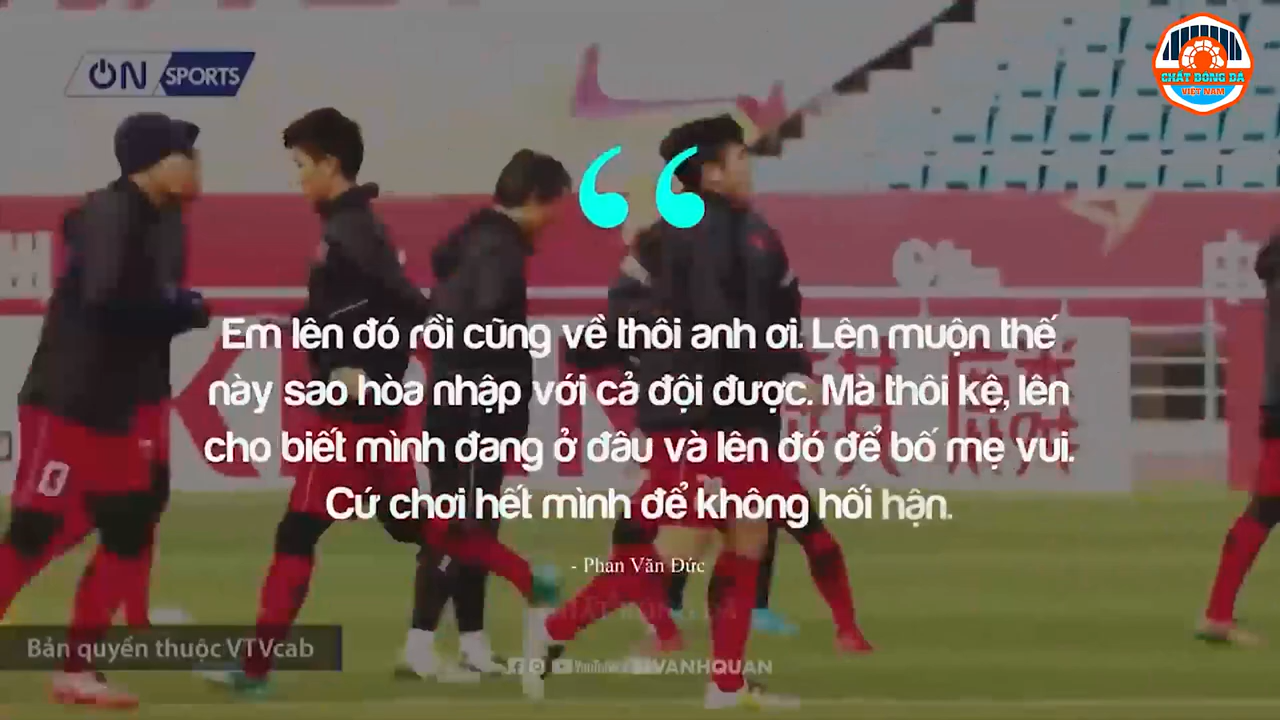 ON SPORTS
CHẤT BÓNG ĐÁ
VIỆT NAM
Em lên đó rồi cũng về thôi anh ơi. Lên muộn thế
này sao hòa nhập với cả đội được. Mà thôi kệ, lên
cho biết mình đang ở đâu và lên đó để bố mẹ vui.
Cứ chơi hết mình để không hối hận.
- Phan Văn Đức
Bản quyền thuộc VTVcab
YouTube